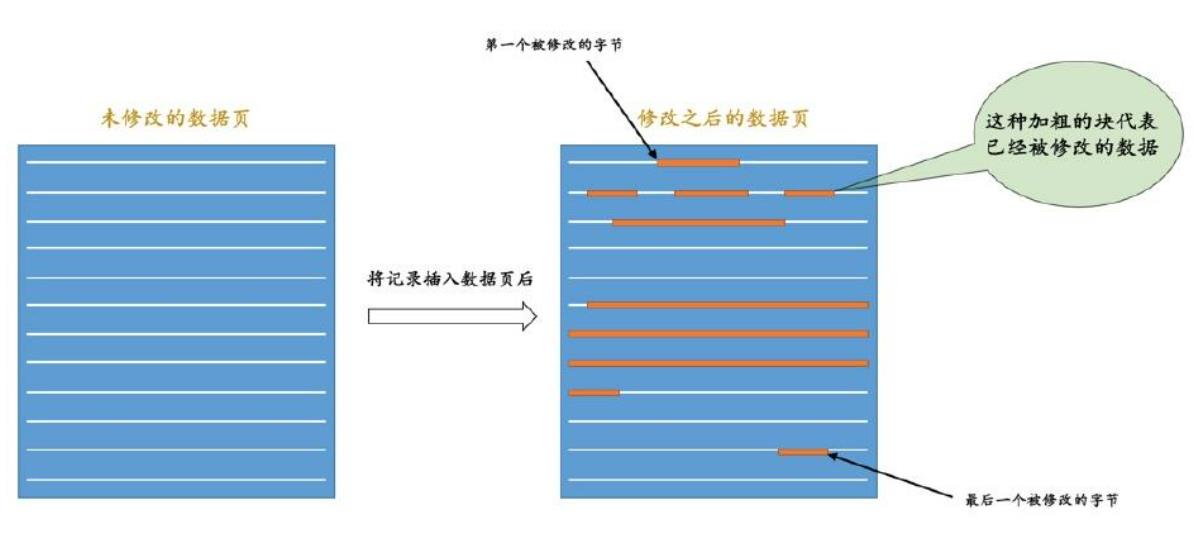 第一个被修改的字节
未修改的数据页
修改之后的数据页
这种加粗的块代表
已经被修改的数据
将记录插入数据页后
最后一个被修改的字节